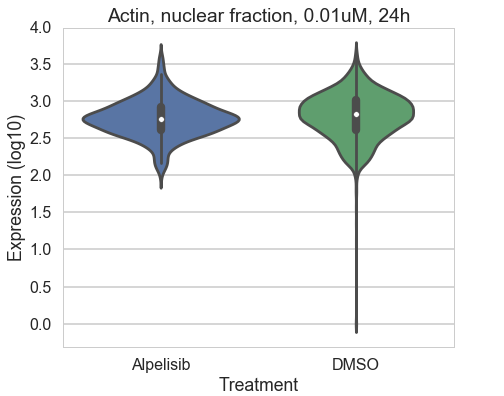 Actin, nuclear fraction, 0.01uM, 24h
4.0
3.5
3.0
2.5
2.0
1.5
1.0
0.5
0.0
Expression (log10)
Alpelisib DMSO
Treatment